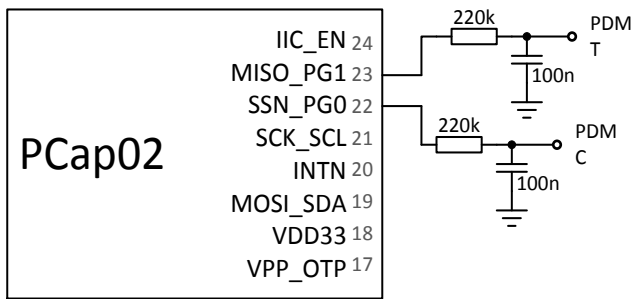 PCap02
IIC_EN 24
MISO_PG1 23
SSN_PG0 22
SCK_SCL 21
INTN 20
MOSI_SDA 19
VDD33 18
VPP_OTP 17
220k
PDM
T
100n
220k
PDM
C
100n